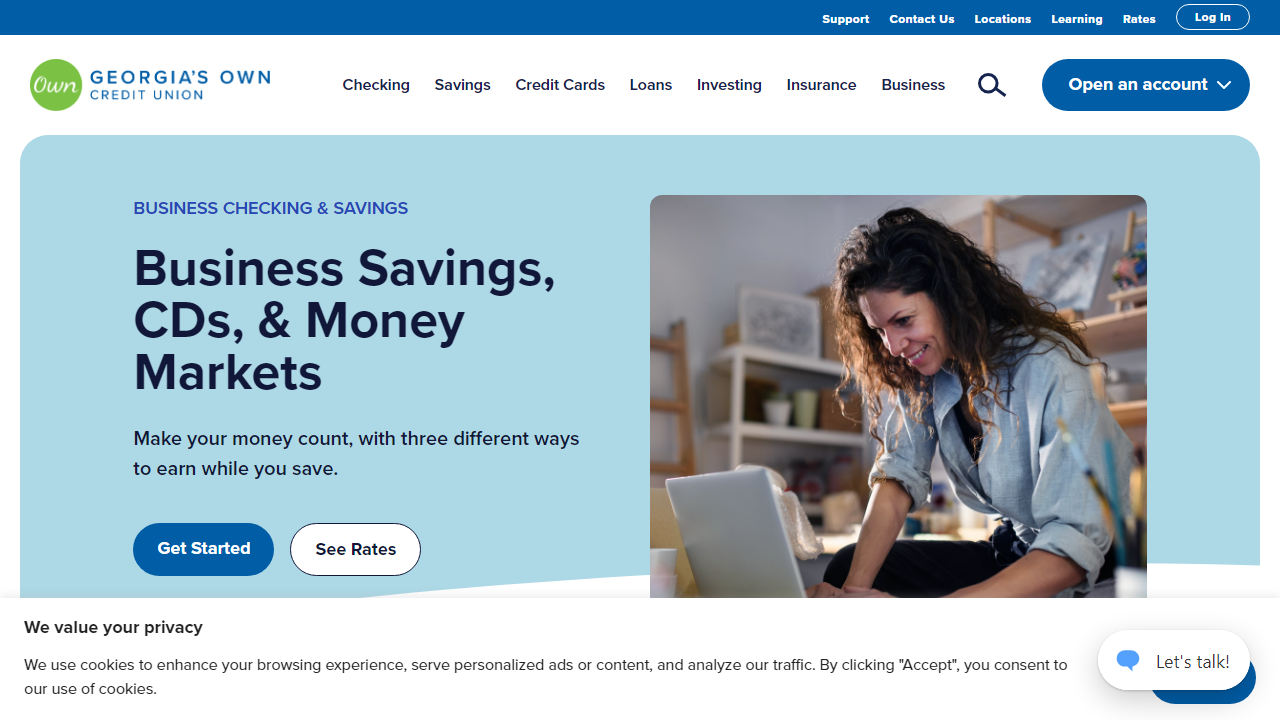 Support Contact Us Locations Learning Rates Log In
Own GEORGIA'S OWN
CREDIT UNION
Checking Savings Credit Cards Loans Investing Insurance Business Open an account
BUSINESS CHECKING & SAVINGS
Business Savings,
CDs, & Money
Markets
Make your money count, with three different ways
to earn while you save.
Get Started See Rates
We value your privacy
We use cookies to enhance your browsing experience, serve personalized ads or content, and analyze our traffic. By clicking "Accept", you consent to
our use of cookies.
Let's talk!